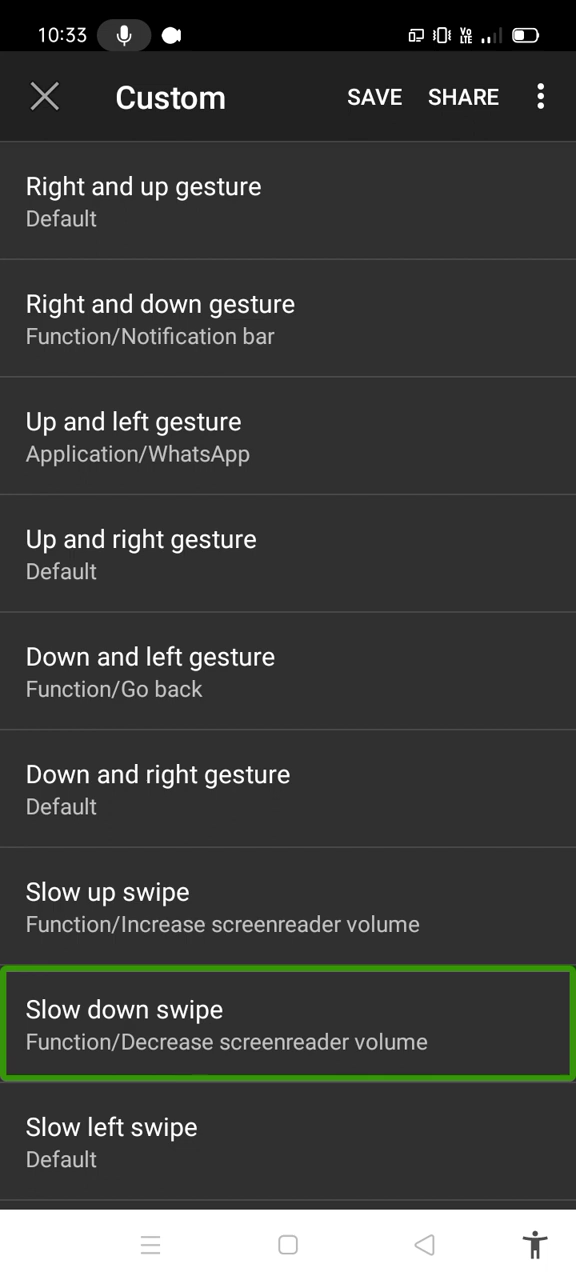 10:33
VO
LTE
Custom
SAVE SHARE
Right and up gesture
Default
Right and down gesture
Function/Notification bar
Up and left gesture
Application/WhatsApp
Up and right gesture
Default
Down and left gesture
Function/Go back
Down and right gesture
Default
Slow up swipe
Function/Increase screenreader volume
Slow down swipe
Function/Decrease screenreader volume
Slow left swipe
Default